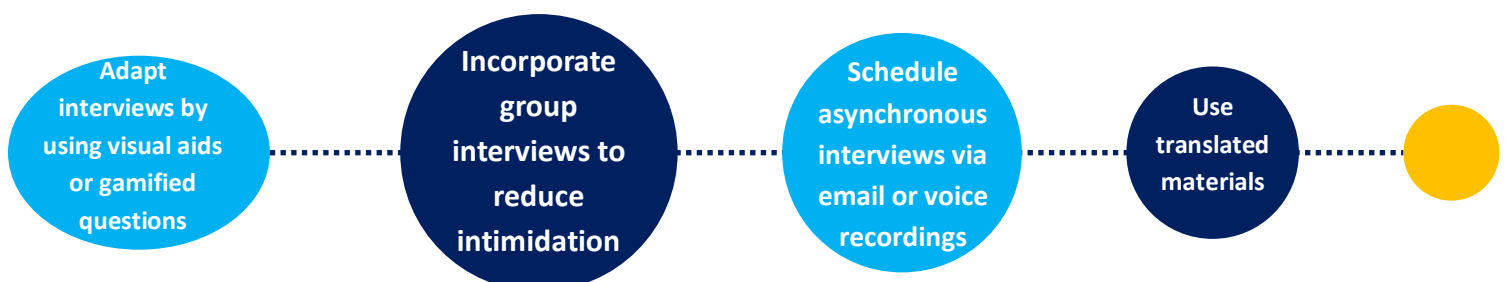 Adapt
interviews by
using visual aids
or gamified
questions
Incorporate
group
interviews to
reduce
intimidation
Schedule
asynchronous
interviews via
email or voice
recordings
Use
translated
materials